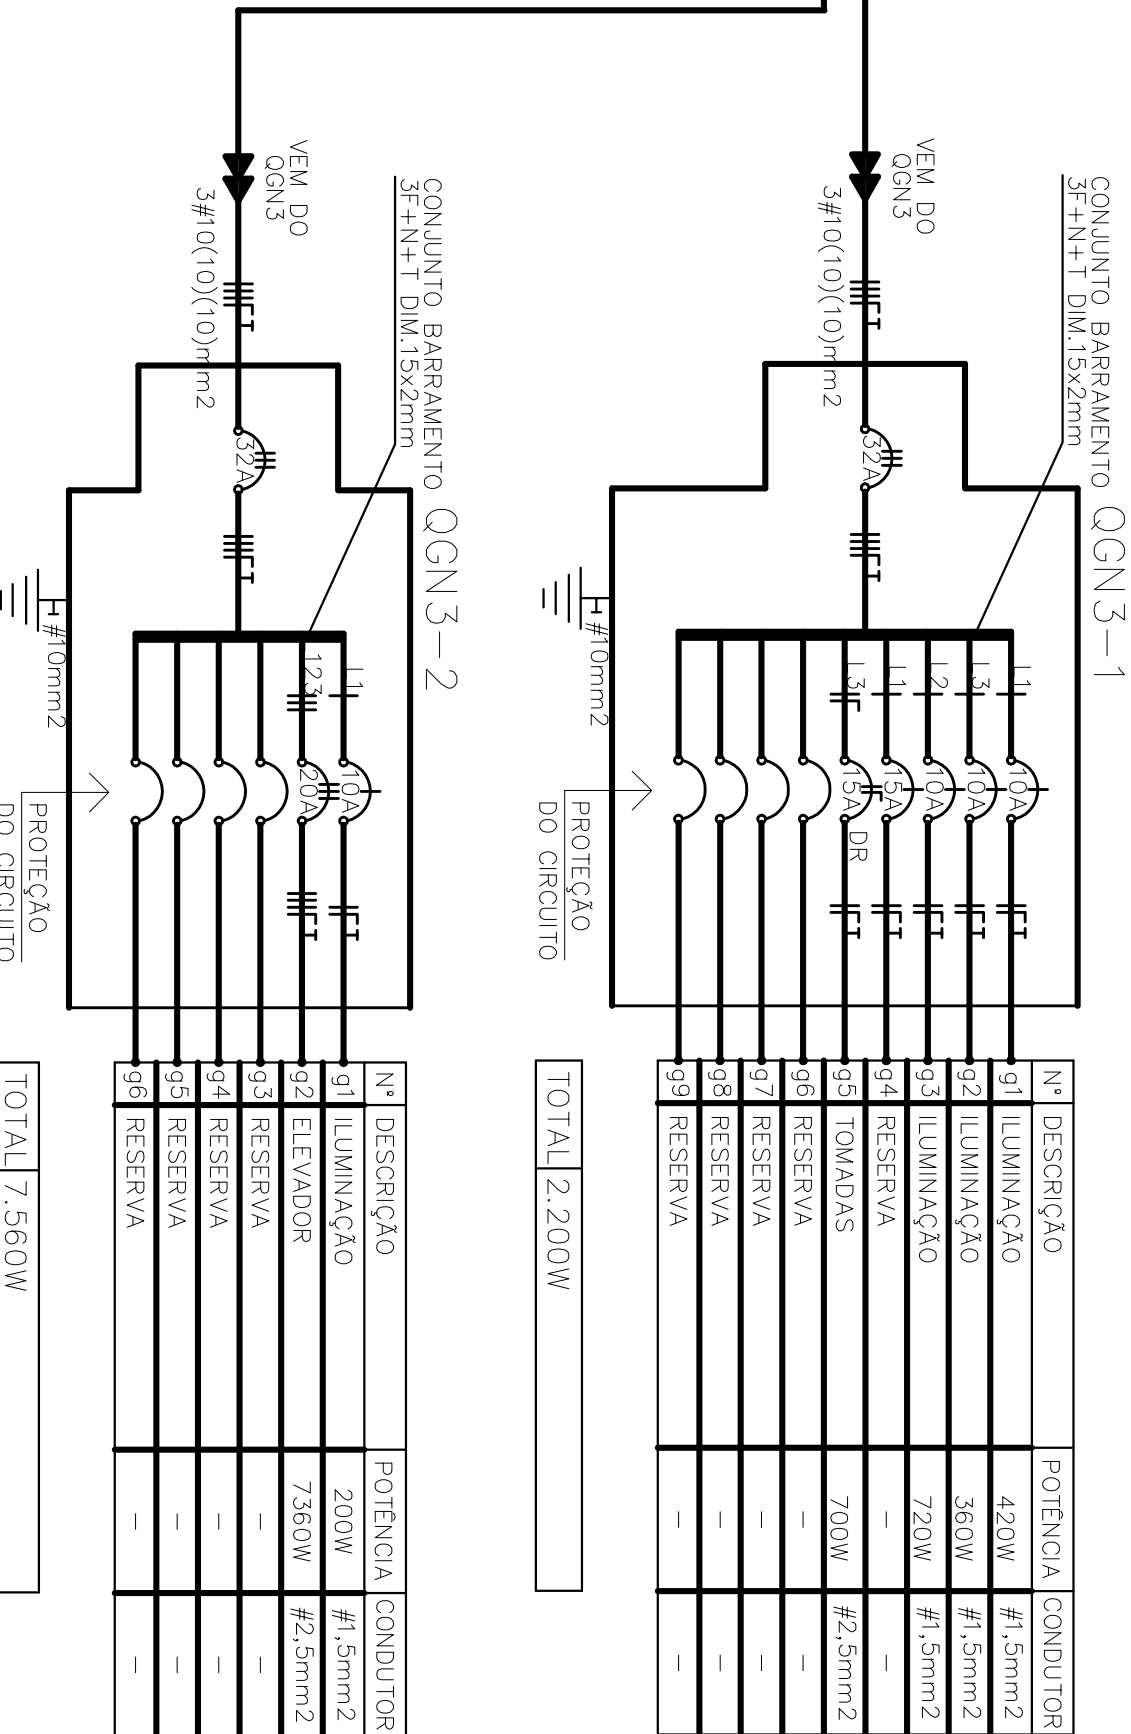 QGN3-1
CONJUNTO BARRAMENTO
3F+N+T DIM.15x2mm
VEM DO
QGN3
3#10(10)(10)mm2
32A
L1
L3
L2
L1
L3
10A
10A
10A
15A
15A
DR
#10mm2
PROTEÇÃO
DO CIRCUITO
Nº DESCRIÇÃO POTÊNCIA CONDUTOR
g1 ILUMINAÇÃO 420W #1,5mm2
g2 ILUMINAÇÃO 360W #1,5mm2
g3 ILUMINAÇÃO 720W #1,5mm2
g4 RESERVA - -
g5 TOMADAS 700W #2,5mm2
g6 RESERVA - -
g7 RESERVA - -
g8 RESERVA - -
g9 RESERVA - -
TOTAL 2.200W
QGN3-2
CONJUNTO BARRAMENTO
3F+N+T DIM.15x2mm
VEM DO
QGN3
3#10(10)(10)mm2
32A
L1
123
10A
20A
#10mm2
PROTEÇÃO
DO CIRCUITO
Nº DESCRIÇÃO POTÊNCIA CONDUTOR
g1 ILUMINAÇÃO 200W #1,5mm2
g2 ELEVADOR 7360W #2,5mm2
g3 RESERVA - -
g4 RESERVA - -
g5 RESERVA - -
g6 RESERVA - -
TOTAL 7.560W